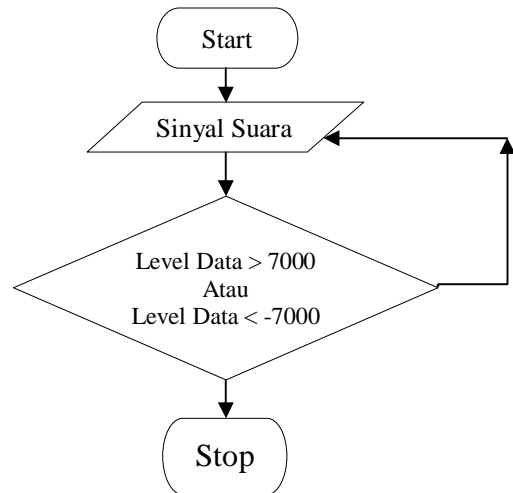 Start
Sinyal Suara
Level Data > 7000
Atau
Level Data < -7000
Stop